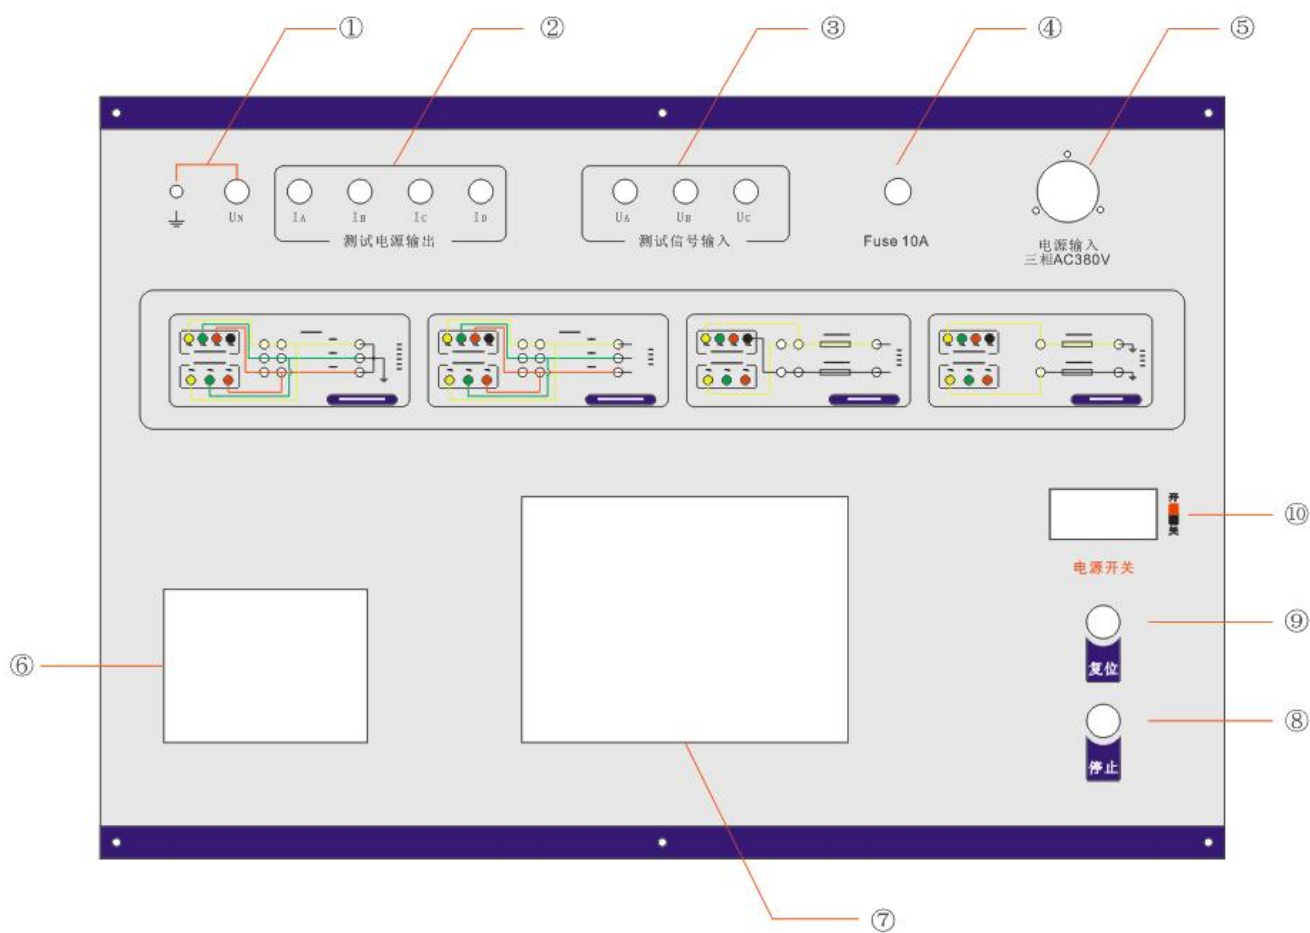 ① ② ③ ④ ⑤
UN IA IB IC ID UA UB UC
测试电源输出 测试信号输入 Fuse 10A 电源输入
三相AC380V
开
⑩
关
电源开关
⑨
⑥ 复位
⑧
停止
⑦